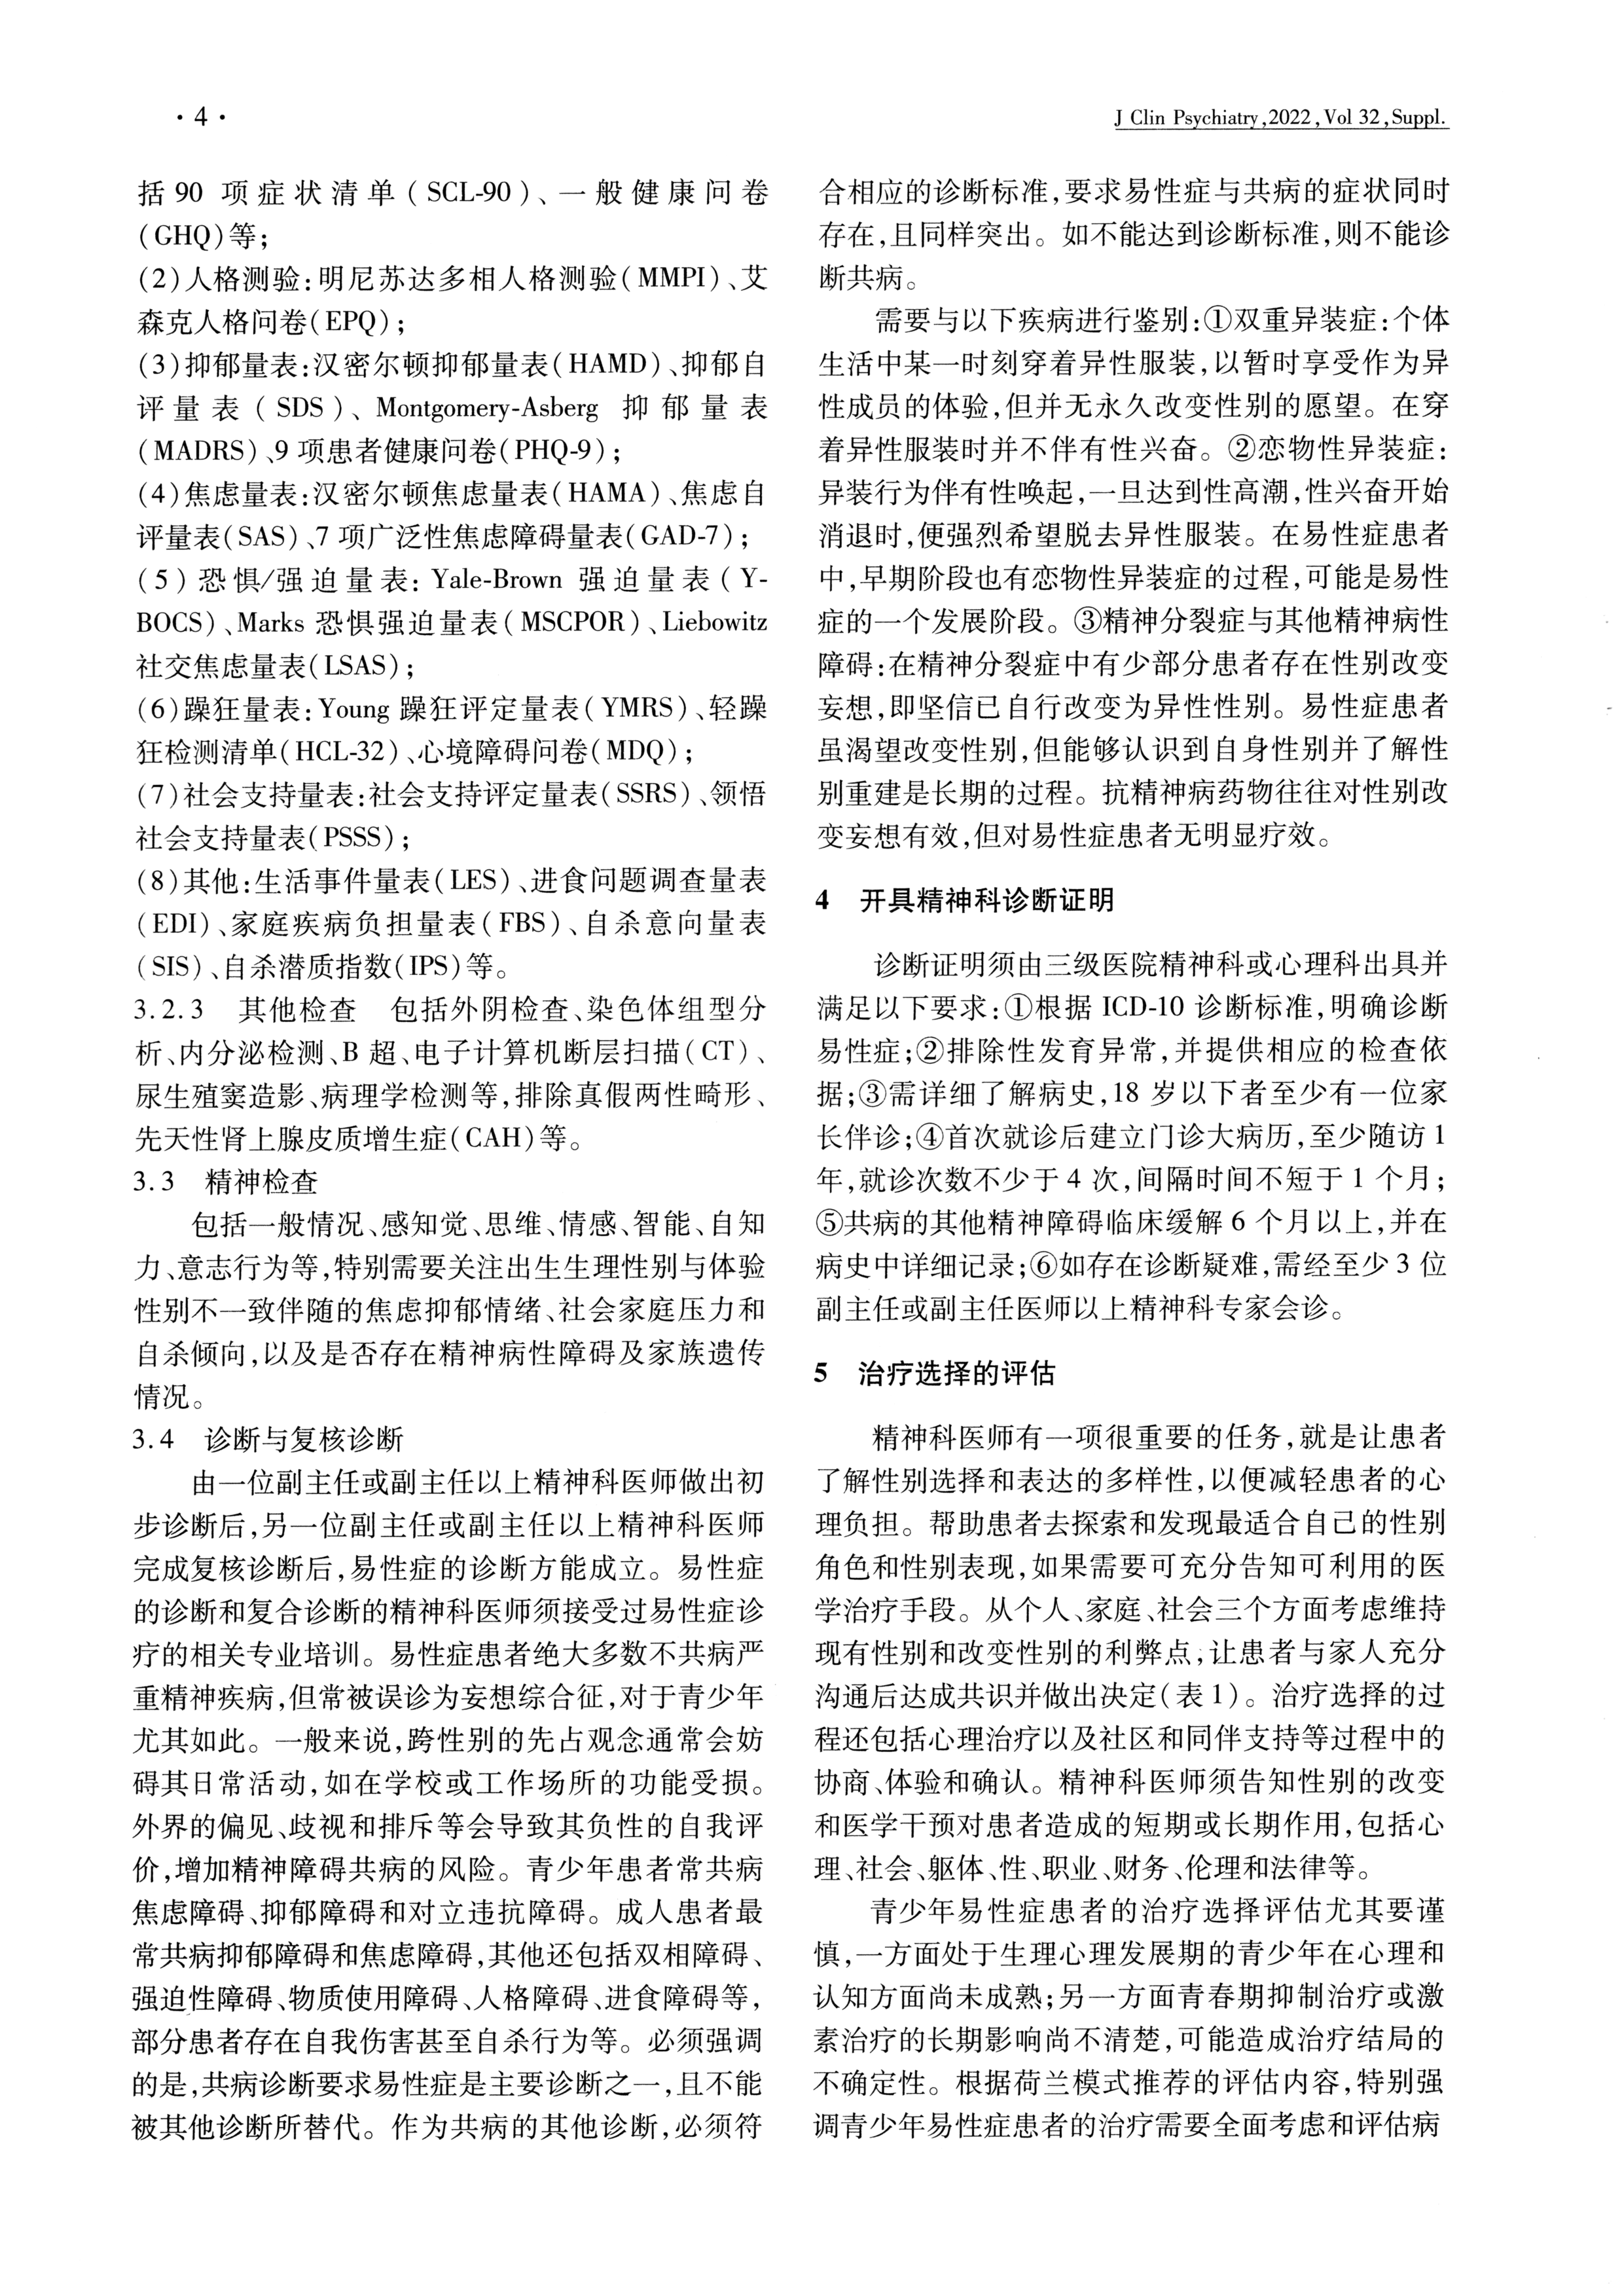 ·4·
J Clin Psychiatry,2022,Vol 32,Suppl.
括 90 项症状清单(SCL-90)、一般健康问卷
(GHQ)等;
(2)人格测验:明尼苏达多相人格测验(MMPI)、艾
森克人格问卷(EPQ);
(3)抑郁量表:汉密尔顿抑郁量表(HAMD)、抑郁自
评量表(SDS)、Montgomery-Asberg 抑郁量表
(MADRS)、9 项患者健康问卷(PHQ-9);
(4)焦虑量表:汉密尔顿焦虑量表(HAMA)、焦虑自
评量表(SAS)、7 项广泛性焦虑障碍量表(GAD-7);
(5)恐惧/强迫量表: Yale-Brown 强迫量表(Y-
BOCS)、Marks 恐惧强迫量表(MSCPOR)、Liebowitz
社交焦虑量表(LSAS);
(6)躁狂量表:Young 躁狂评定量表(YMRS)、轻躁
狂检测清单(HCL-32)、心境障碍问卷(MDQ);
(7)社会支持量表:社会支持评定量表(SSRS)、领悟
社会支持量表(PSSS);
(8)其他:生活事件量表(LES)、进食问题调查量表
(EDI)、家庭疾病负担量表(FBS)、自杀意向量表
(SIS)、自杀潜质指数(IPS)等。
3.2.3 其他检查 包括外阴检查、染色体组型分
析、内分泌检测、B 超、电子计算机断层扫描(CT)、
尿生殖窦造影、病理学检测等,排除真假两性畸形、
先天性肾上腺皮质增生症(CAH)等。
3.3 精神检查
包括一般情况、感知觉、思维、情感、智能、自知
力、意志行为等,特别需要关注出生生理性别与体验
性别不一致伴随的焦虑抑郁情绪、社会家庭压力和
自杀倾向,以及是否存在精神病性障碍及家族遗传
情况。
3.4 诊断与复核诊断
由一位副主任或副主任以上精神科医师做出初
步诊断后,另一位副主任或副主任以上精神科医师
完成复核诊断后,易性症的诊断方能成立。易性症
的诊断和复合诊断的精神科医师须接受过易性症诊
疗的相关专业培训。易性症患者绝大多数不共病严
重精神疾病,但常被误诊为妄想综合征,对于青少年
尤其如此。一般来说,跨性别的先占观念通常会妨
碍其日常活动,如在学校或工作场所的功能受损。
外界的偏见、歧视和排斥等会导致其负性的自我评
价,增加精神障碍共病的风险。青少年患者常共病
焦虑障碍、抑郁障碍和对立违抗障碍。成人患者最
常共病抑郁障碍和焦虑障碍,其他还包括双相障碍、
强迫性障碍、物质使用障碍、人格障碍、进食障碍等,
部分患者存在自我伤害甚至自杀行为等。必须强调
的是,共病诊断要求易性症是主要诊断之一,且不能
被其他诊断所替代。作为共病的其他诊断,必须符
合相应的诊断标准,要求易性症与共病的症状同时
存在,且同样突出。如不能达到诊断标准,则不能诊
断共病。
需要与以下疾病进行鉴别:①双重异装症:个体
生活中某一时刻穿着异性服装,以暂时享受作为异
性成员的体验,但并无永久改变性别的愿望。在穿
着异性服装时并不伴有性兴奋。②恋物性异装症:
异装行为伴有性唤起,一旦达到性高潮,性兴奋开始
消退时,便强烈希望脱去异性服装。在易性症患者
中,早期阶段也有恋物性异装症的过程,可能是易性
症的一个发展阶段。③精神分裂症与其他精神病性
障碍:在精神分裂症中有少部分患者存在性别改变
妄想,即坚信已自行改变为异性性别。易性症患者
虽渴望改变性别,但能够认识到自身性别并了解性
别重建是长期的过程。抗精神病药物往往对性别改
变妄想有效,但对易性症患者无明显疗效。
4 开具精神科诊断证明
诊断证明须由三级医院精神科或心理科出具并
满足以下要求:①根据 ICD-10 诊断标准,明确诊断
易性症;②排除性发育异常,并提供相应的检查依
据;③需详细了解病史,18 岁以下者至少有一位家
长伴诊;④首次就诊后建立门诊大病历,至少随访 1
年,就诊次数不少于 4 次,间隔时间不短于 1 个月;
⑤共病的其他精神障碍临床缓解 6 个月以上,并在
病史中详细记录;⑥如存在诊断疑难,需经至少 3 位
副主任或副主任医师以上精神科专家会诊。
5 治疗选择的评估
精神科医师有一项很重要的任务,就是让患者
了解性别选择和表达的多样性,以便减轻患者的心
理负担。帮助患者去探索和发现最适合自己的性别
角色和性别表现,如果需要可充分告知可利用的医
学治疗手段。从个人、家庭、社会三个方面考虑维持
现有性别和改变性别的利弊点;让患者与家人充分
沟通后达成共识并做出决定(表 1)。治疗选择的过
程还包括心理治疗以及社区和同伴支持等过程中的
协商、体验和确认。精神科医师须告知性别的改变
和医学干预对患者造成的短期或长期作用,包括心
理、社会、躯体、性、职业、财务、伦理和法律等。
青少年易性症患者的治疗选择评估尤其要谨
慎,一方面处于生理心理发展期的青少年在心理和
认知方面尚未成熟;另一方面青春期抑制治疗或激
素治疗的长期影响尚不清楚,可能造成治疗结局的
不确定性。根据荷兰模式推荐的评估内容,特别强
调青少年易性症患者的治疗需要全面考虑和评估病